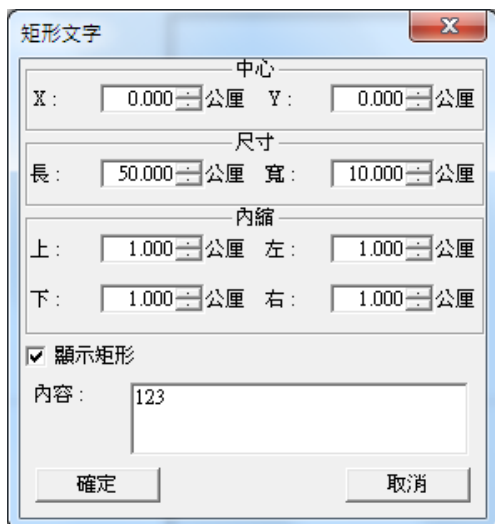 矩形文字
中心
X : 0.000 公厘 Y : 0.000 公厘
尺寸
長 : 50.000 公厘 寬 : 10.000 公厘
內縮
上 : 1.000 公厘 左 : 1.000 公厘
下 : 1.000 公厘 右 : 1.000 公厘
顯示矩形
內容 : 123
確定 取消